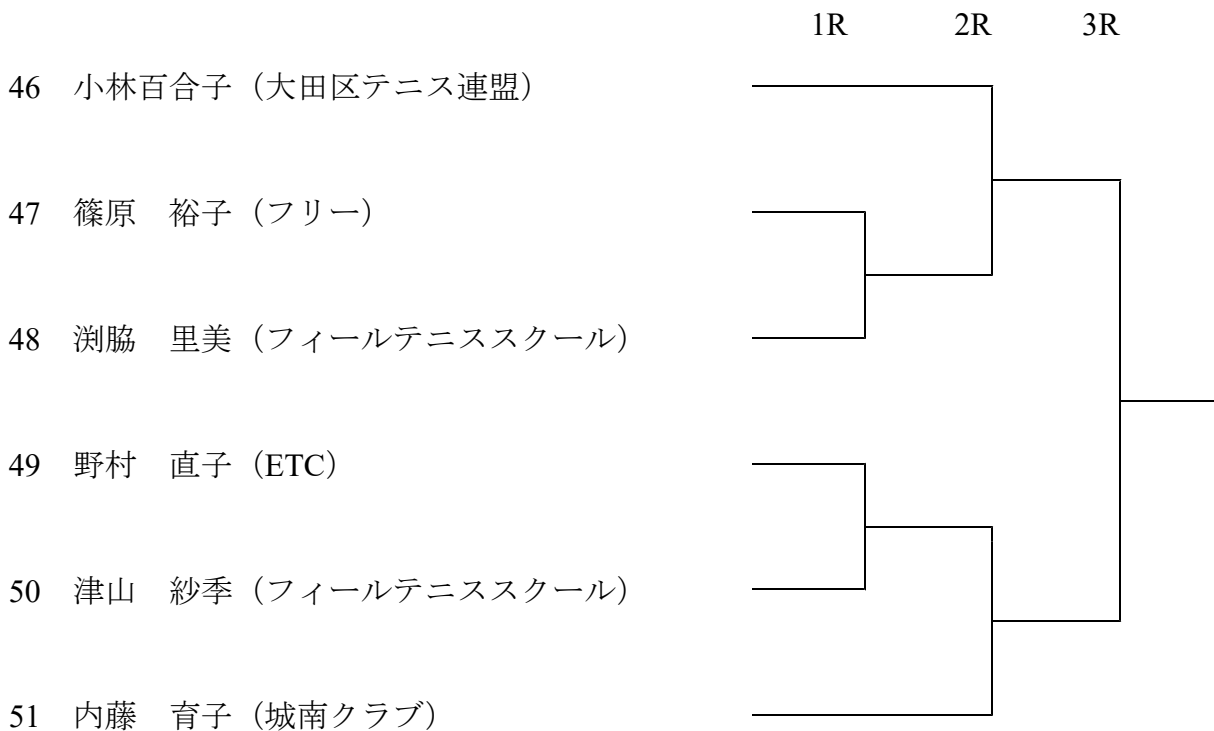 1R 2R 3R
46 小林百合子（大田区テニス連盟）
47 篠原　裕子（フリー）
48 渕脇　里美（フィールテニススクール）
49 野村　直子（ETC）
50 津山　紗季（フィールテニススクール）
51 内藤　育子（城南クラブ）